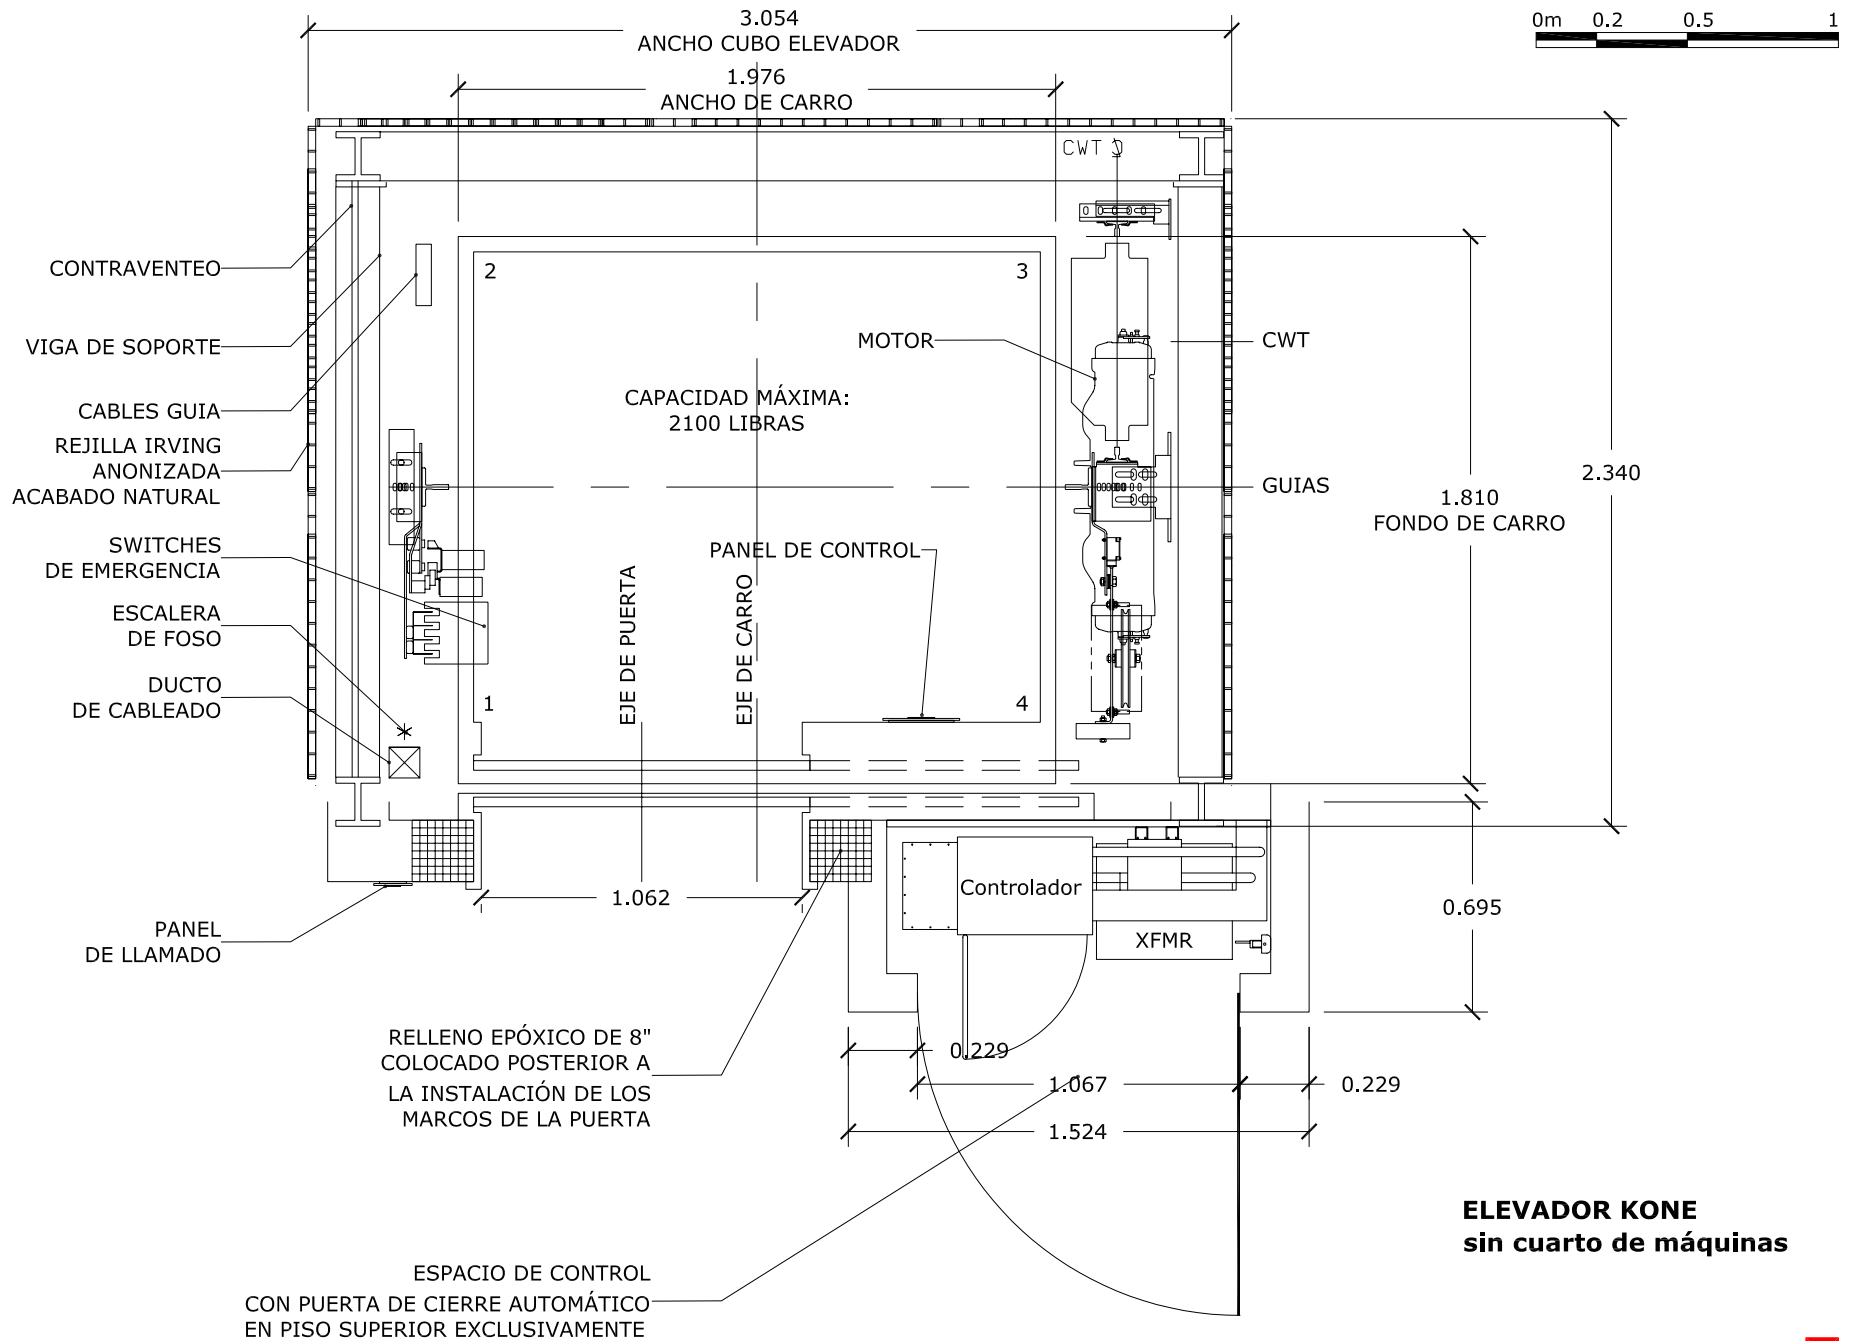 3.054
ANCHO CUBO ELEVADOR
0m 0.2 0.5 1
1.976
ANCHO DE CARRO
CWT
2
3
CONTRAVENTEO
VIGA DE SOPORTE
MOTOR
CWT
CAPACIDAD MÁXIMA:
2100 LIBRAS
CABLES GUIA
REJILLA IRVING
ANONIZADA
ACABADO NATURAL
2.340
GUIAS
1.810
FONDO DE CARRO
SWITCHES
DE EMERGENCIA
PANEL DE CONTROL
EJE DE PUERTA
EJE DE CARRO
ESCALERA
DE FOSO
DUCTO
DE CABLEADO
1
4
1.062
Controlador
0.695
XFMR
PANEL
DE LLAMADO
RELLENO EPÓXICO DE 8"
COLOCADO POSTERIOR A
LA INSTALACIÓN DE LOS
MARCOS DE LA PUERTA
0.229
1.067
0.229
1.524
ELEVADOR KONE
sin cuarto de máquinas
ESPACIO DE CONTROL
CON PUERTA DE CIERRE AUTOMÁTICO
EN PISO SUPERIOR EXCLUSIVAMENTE